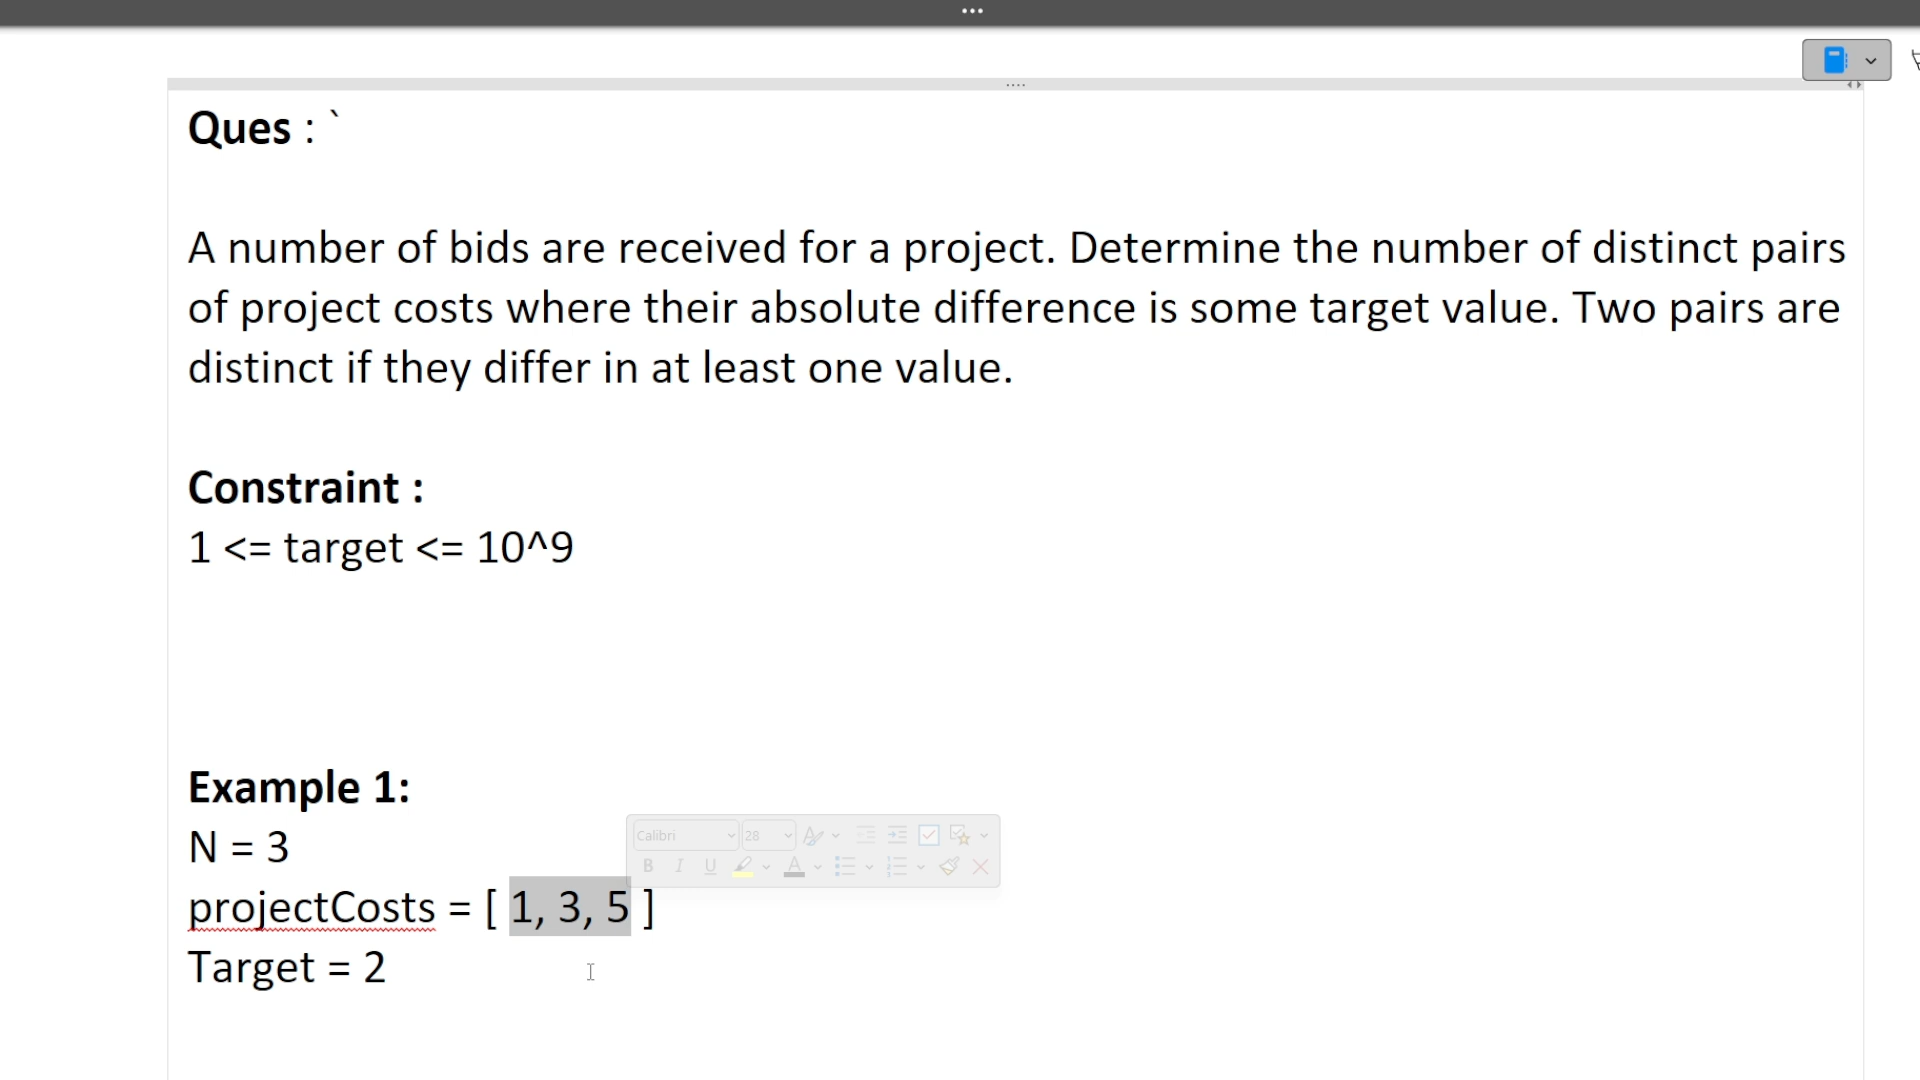 Ques : `
A number of bids are received for a project. Determine the number of distinct pairs
of project costs where their absolute difference is some target value. Two pairs are
distinct if they differ in at least one value.
Constraint :
1 <= target <= 10^9
Example 1:
N = 3
Calibri 28
B I U A
projectCosts = [ 1, 3, 5 ]
Target = 2